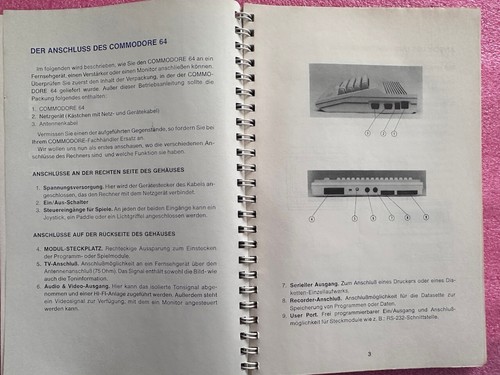 DER ANSCHLUSS DES COMMODORE 64
Im folgenden wird beschrieben, wie Sie den COMMODORE 64 an ein
Fernsehgerät, einen Verstärker oder einen Monitor anschließen können.
Überprüfen Sie zuerst den Inhalt der Verpackung, in der der COMMO-
DORE 64 geliefert wurde. Außer dieser Betriebsanleitung sollte die
Packung folgendes enthalten:
1. COMMODORE 64
2. Netzgerät (Kästchen mit Netz- und Gerätekabel)
3. Antennenkabel
Vermissen Sie einen der aufgeführten Gegenstände, so fordern Sie bei
Ihrem COMMODORE-Fachhändler Ersatz an.
Wir wollen uns nun als erstes anschauen, wo die verschiedenen An-
schlüsse des Rechners sind und welche Funktion sie haben.
ANSCHLÜSSE AN DER RECHTEN SEITE DES GEHÄUSES
1. Spannungsversorgung. Hier wird der Gerätestecker des Kabels an-
geschlossen, das den Rechner mit dem Netzgerät verbindet.
2. Ein/Aus-Schalter
3. Steuereingänge für Spiele. An jeden der beiden Eingänge kann ein
Joystick, ein Paddle oder ein Lichtgriffel angeschlossen werden.
ANSCHLÜSSE AUF DER RÜCKSEITE DES GEHÄUSES
4. MODUL-STECKPLATZ. Rechteckige Aussparung zum Einstecken
der Programm- oder Spielmodule.
5. TV-Anschluß. Anschlußmöglichkeit an ein Fernsehgerät über den
Antennenanschluß (75 Ohm). Das Signal enthält sowohl die Bild- wie
auch die Toninformation.
6. Audio & Video-Ausgang. Hier kann das isolierte Tonsignal abge-
nommen und einer Hi-Fi-Anlage zugeführt werden. Außerdem steht
ein Videosignal zur Verfügung, mit dem ein Monitor angesteuert
werden kann.
7. Serieller Ausgang. Zum Anschluß eines Druckers oder eines Dis-
ketten-Einzellaufwerks.
8. Recorder-Anschluß. Anschlußmöglichkeit für die Datasette zur
Speicherung von Programmen oder Daten.
9. User Port. Frei programmierbarer Ein/Ausgang und Anschluß-
möglichkeit für Steckmodule wie z. B.: RS-232-Schnittstelle.
3